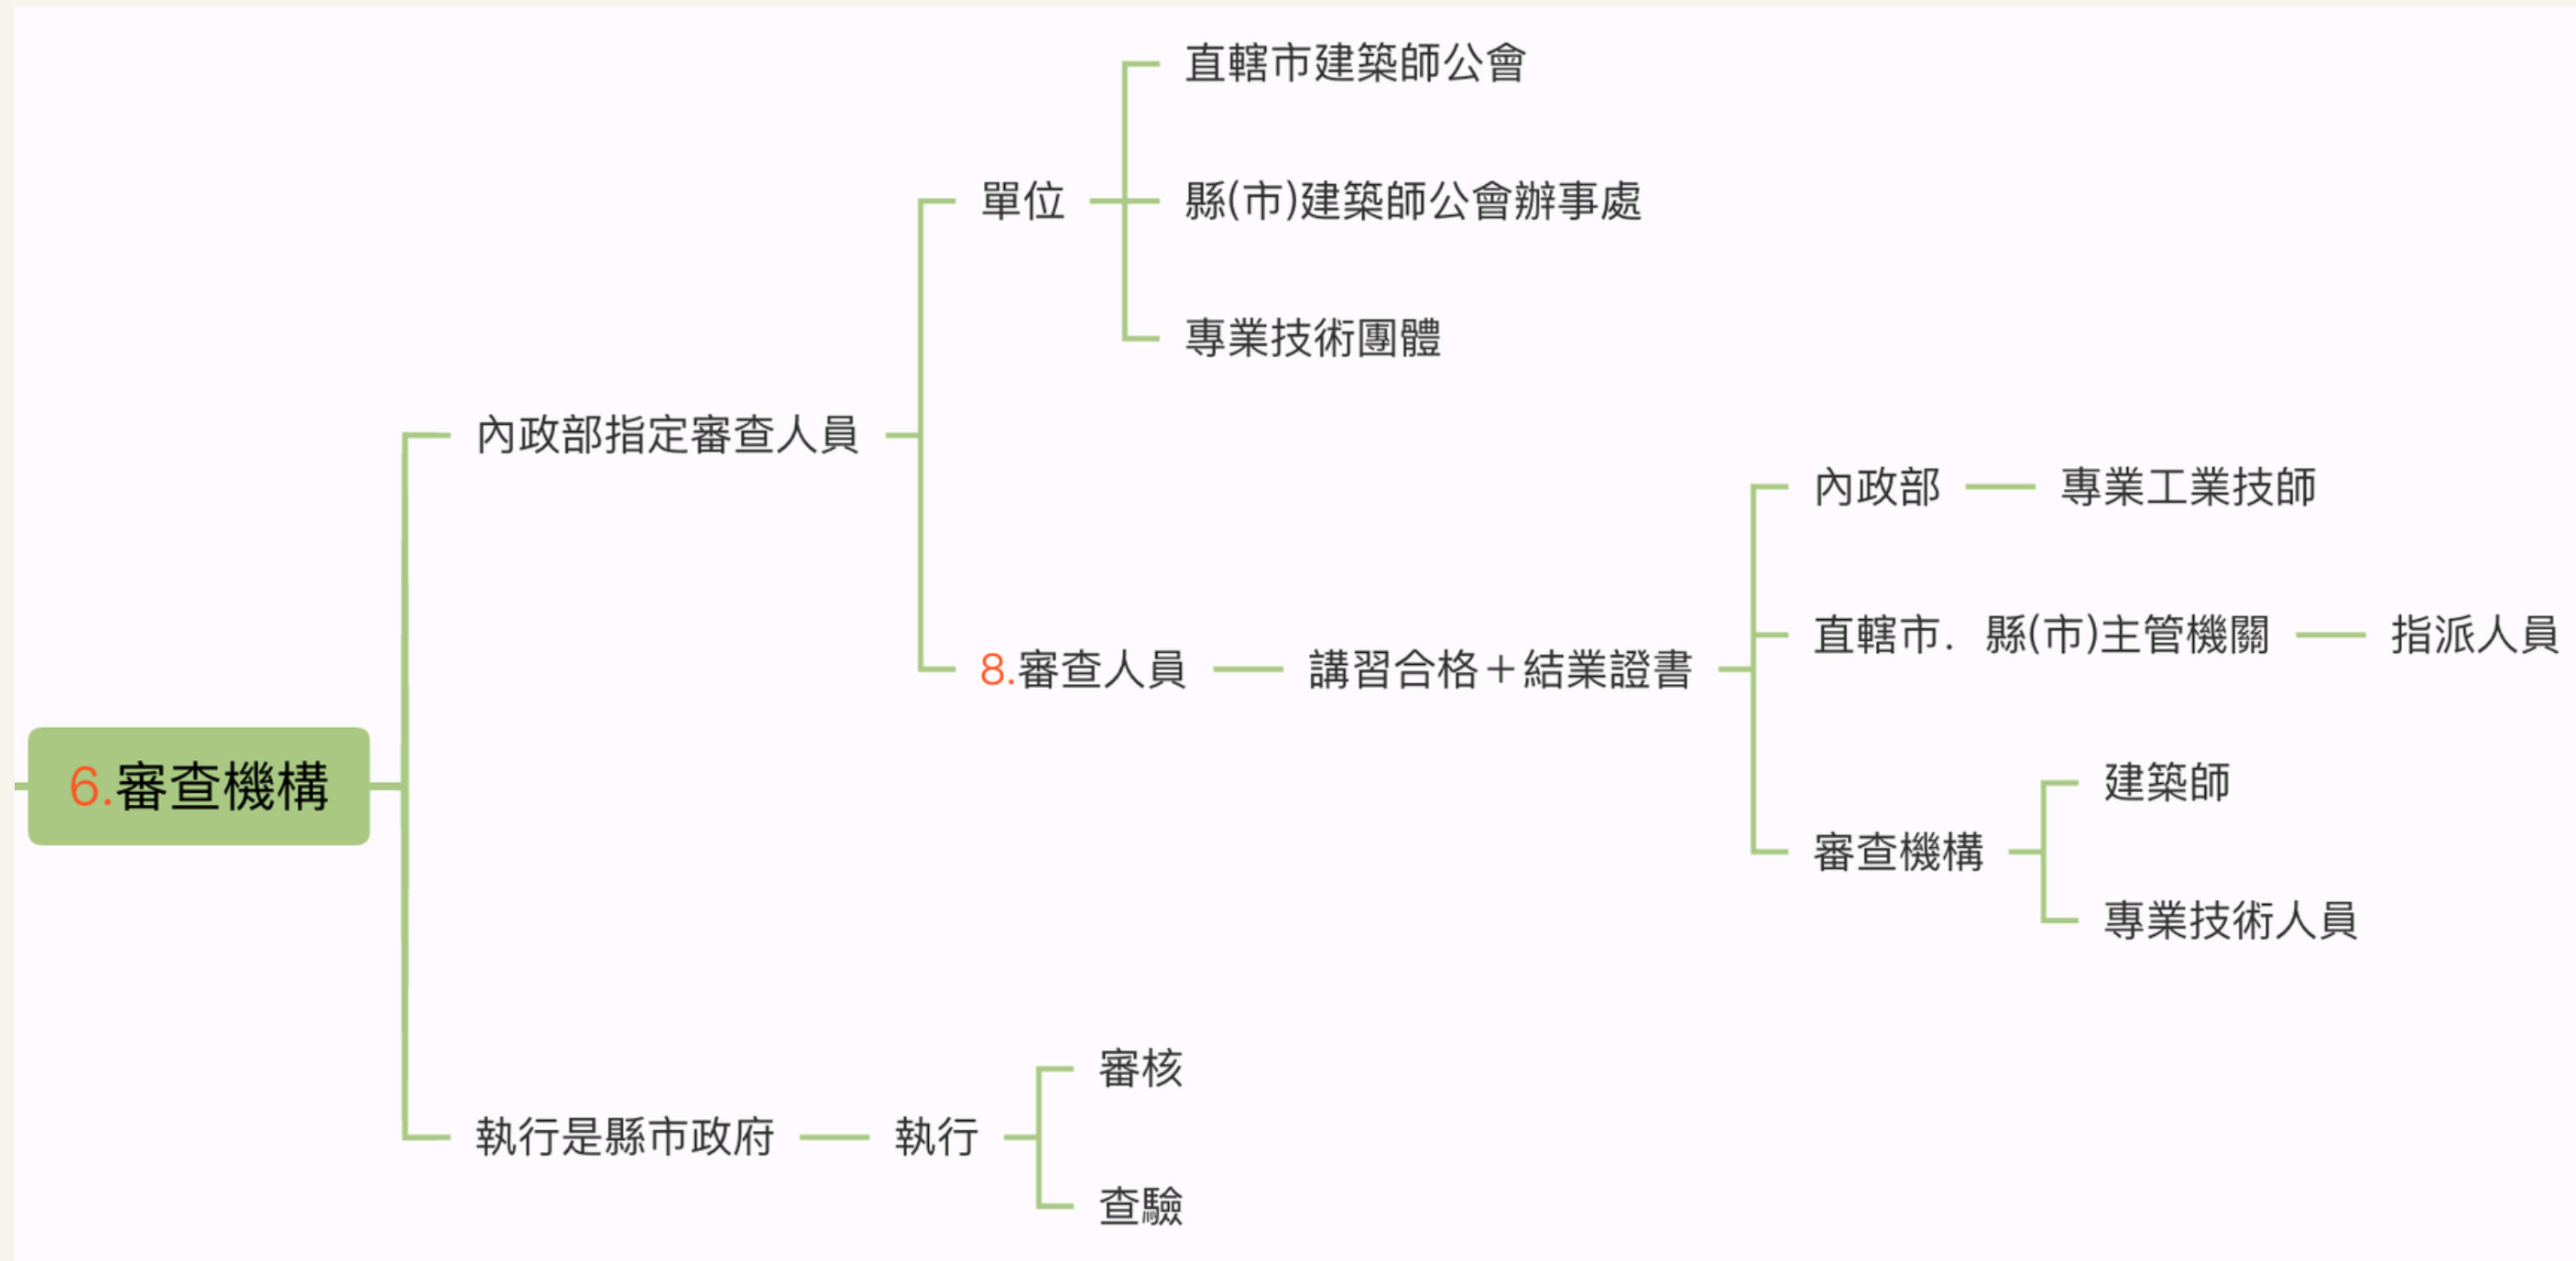 直轄市建築師公會
縣(市)建築師公會辦事處
單位
專業技術團體
內政部指定審查人員
內政部
專業工業技師
直轄市. 縣(市)主管機關
指派人員
8.審查人員
講習合格+結業證書
建築師
審查機構
專業技術人員
6.審查機構
審核
執行是縣市政府
執行
查驗